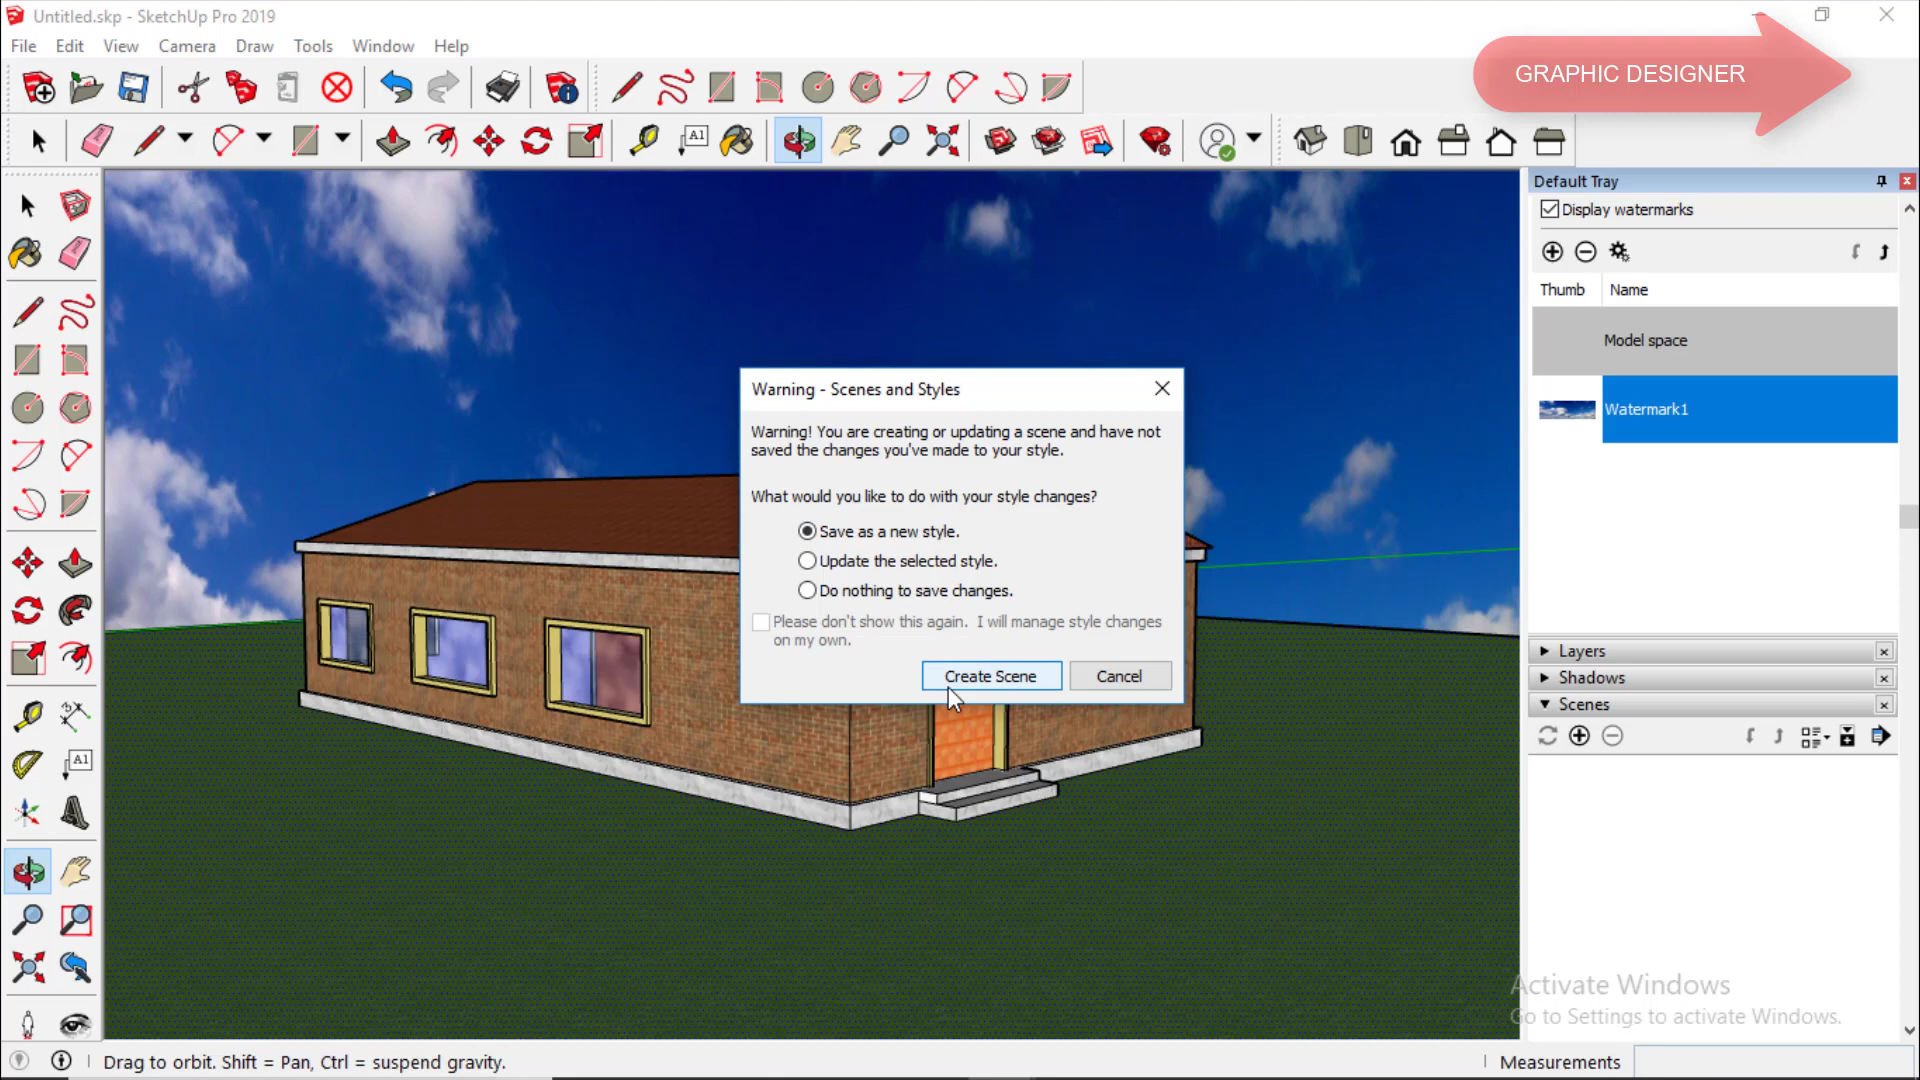 Untitled.skp - SketchUp Pro 2019
File Edit View Camera Draw Tools Window Help
GRAPHIC DESIGNER
A1
Default Tray
Display watermarks
Thumb Name
Model space
Watermark1
Warning - Scenes and Styles
Warning! You are creating or updating a scene and have not
saved the changes you've made to your style.
What would you like to do with your style changes?
Save as a new style.
Update the selected style.
Do nothing to save changes.
Please don't show this again. I will manage style changes
on my own.
Create Scene Cancel
Layers
Shadows
Scenes
A1
Activate Windows
Go to Settings to activate Windows.
Drag to orbit. Shift = Pan, Ctrl = suspend gravity.
Measurements